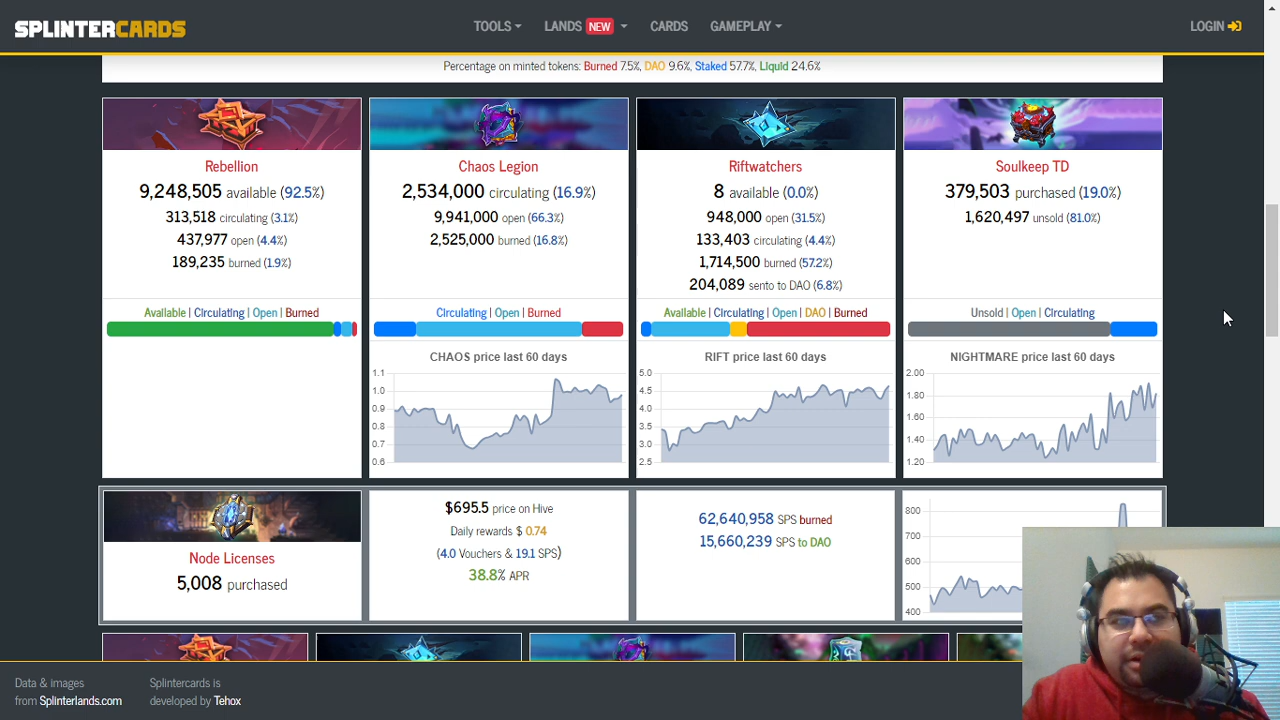 SPLINTERCARDS
TOOLS LANDS NEW CARDS GAMEPLAY
LOGIN
Percentage on minted tokens: Burned 7.5%, DAO 9.6%, Staked 57.7%, Liquid 24.6%
Rebellion
9,248,505 available (92.5%)
313,518 circulating (3.1%)
437,977 open (4.4%)
189,235 burned (1.9%)
Available | Circulating | Open | Burned
Chaos Legion
2,534,000 circulating (16.9%)
9,941,000 open (66.3%)
2,525,000 burned (16.8%)
Circulating | Open | Burned
CHAOS price last 60 days
1.1
1.0
0.9
0.8
0.7
0.6
Riftwatchers
8 available (0.0%)
948,000 open (31.5%)
133,403 circulating (4.4%)
1,714,500 burned (57.2%)
204,089 sento to DAO (6.8%)
Available | Circulating | Open | DAO | Burned
RIFT price last 60 days
5.0
4.5
4.0
3.5
3.0
2.5
Soulkeep TD
379,503 purchased (19.0%)
1,620,497 unsold (81.0%)
Unsold | Open | Circulating
NIGHTMARE price last 60 days
2.00
1.80
1.60
1.40
1.20
Node Licenses
5,008 purchased
$695.5 price on Hive
Daily rewards $ 0.74
(4.0 Vouchers & 19.1 SPS)
38.8% APR
62,640,958 SPS burned
15,660,239 SPS to DAO
800
700
600
500
400
Data & images
from Splinterlands.com
Splintercards is
developed by Tehox